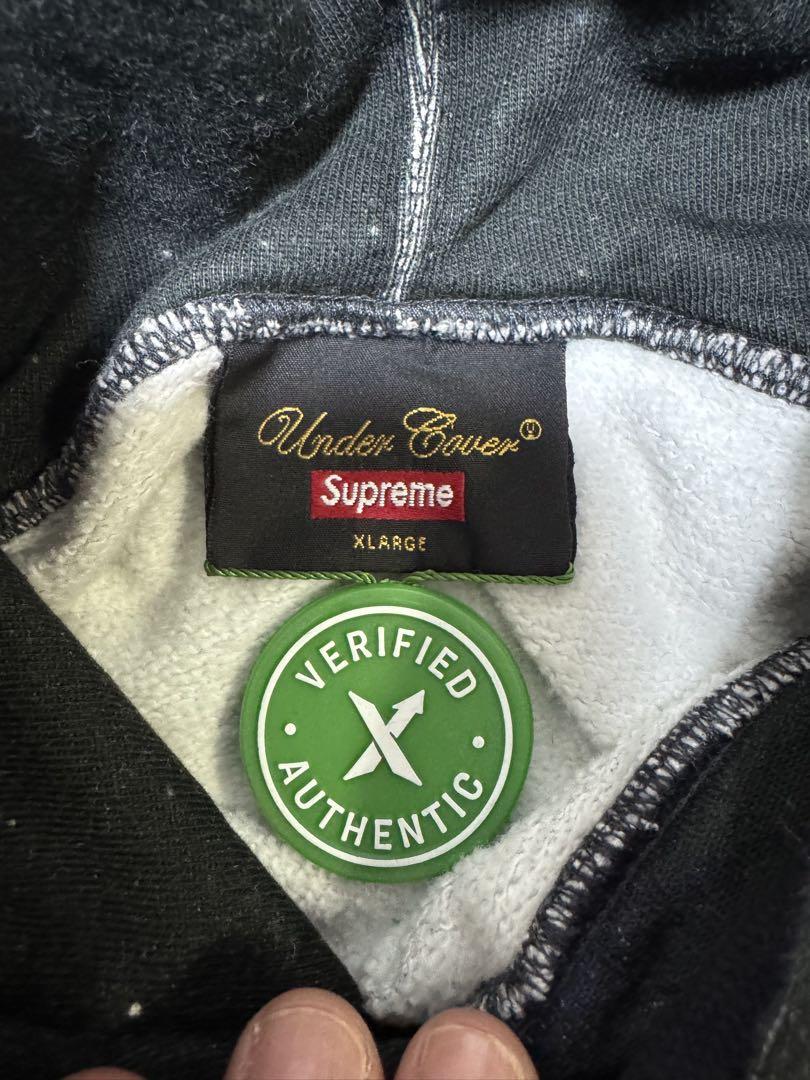 Under Cover®
Supreme
XLARGE
VERIFIED
X
AUTHENTIC